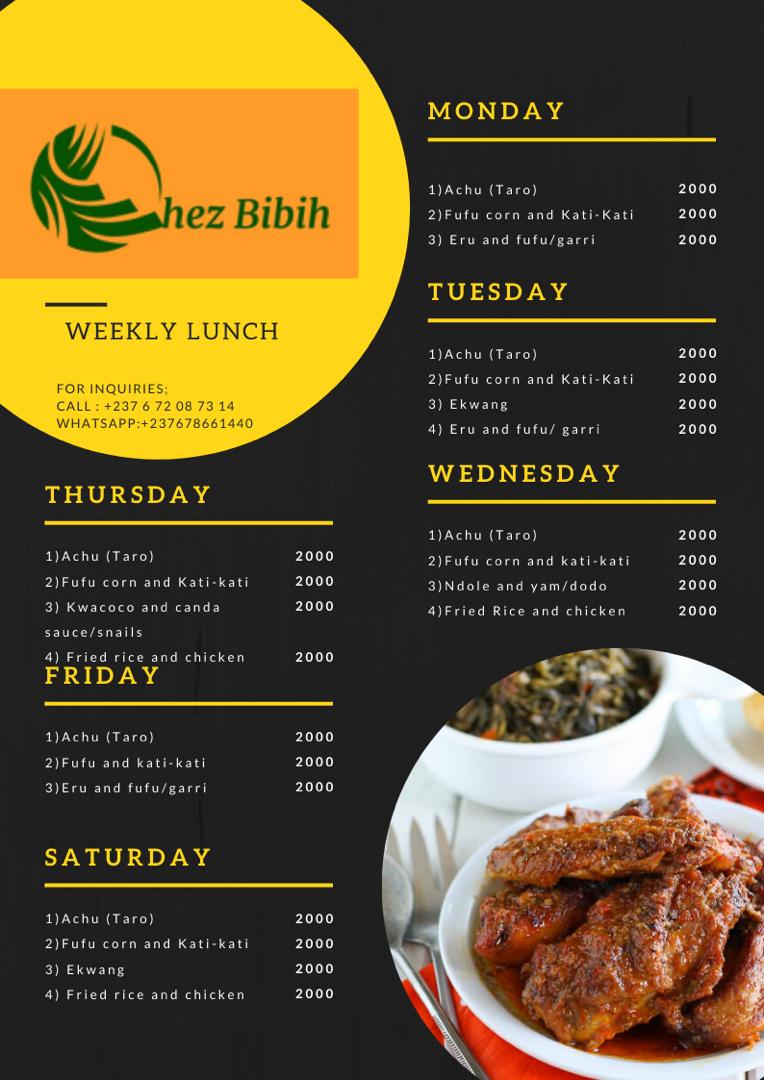 Chez Bibih
WEEKLY LUNCH
FOR INQUIRIES;
CALL : +237 6 72 08 73 14
WHATSAPP:+237678661440
MONDAY
1)Achu (Taro) 2000
2)Fufu corn and Kati-Kati 2000
3) Eru and fufu/garri 2000
TUESDAY
1)Achu (Taro) 2000
2)Fufu corn and Kati-Kati 2000
3) Ekwang 2000
4) Eru and fufu/ garri 2000
WEDNESDAY
1)Achu (Taro) 2000
2)Fufu corn and kati-kati 2000
3)Ndole and yam/dodo 2000
4)Fried Rice and chicken 2000
THURSDAY
1)Achu (Taro) 2000
2)Fufu corn and Kati-kati 2000
3) Kwacoco and canda 2000
sauce/snails
4) Fried rice and chicken 2000
FRIDAY
1)Achu (Taro) 2000
2)Fufu and kati-kati 2000
3)Eru and fufu/garri 2000
SATURDAY
1)Achu (Taro) 2000
2)Fufu corn and Kati-kati 2000
3) Ekwang 2000
4) Fried rice and chicken 2000